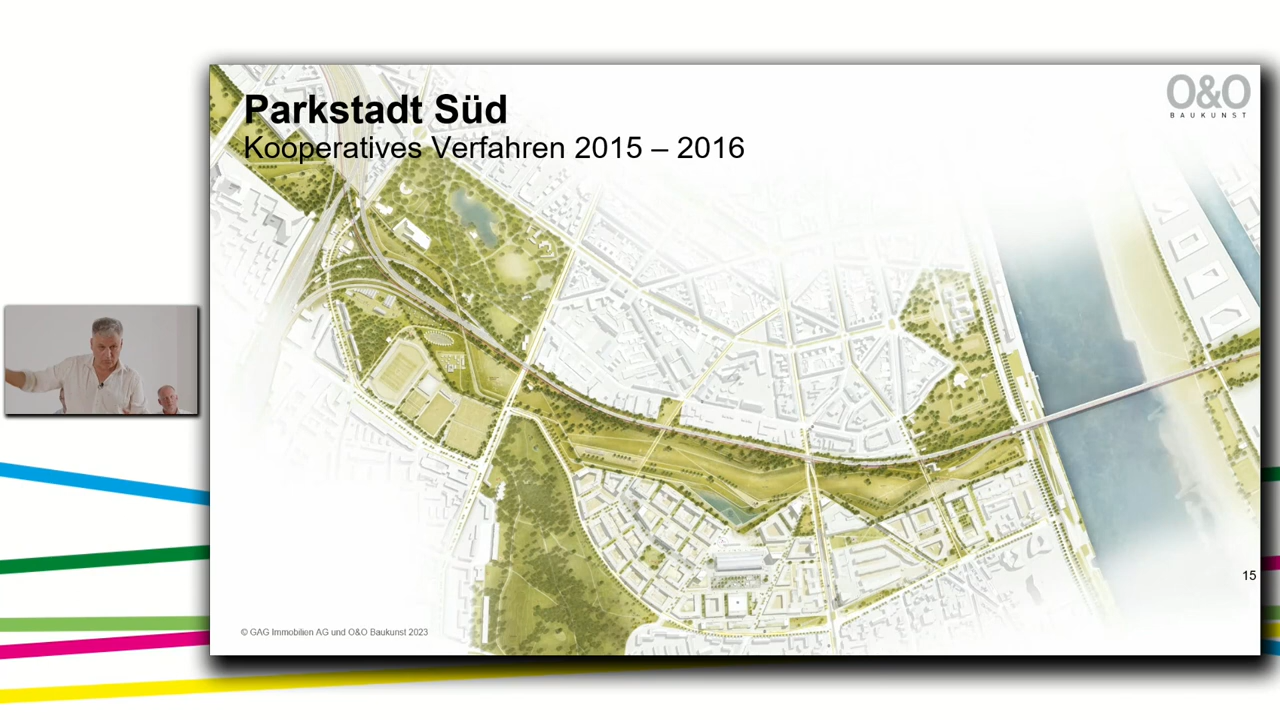 Parkstadt Süd
Kooperatives Verfahren 2015 – 2016
O&O
BAUKUNST
15
© GAG Immobilien AG und O&O Baukunst 2023